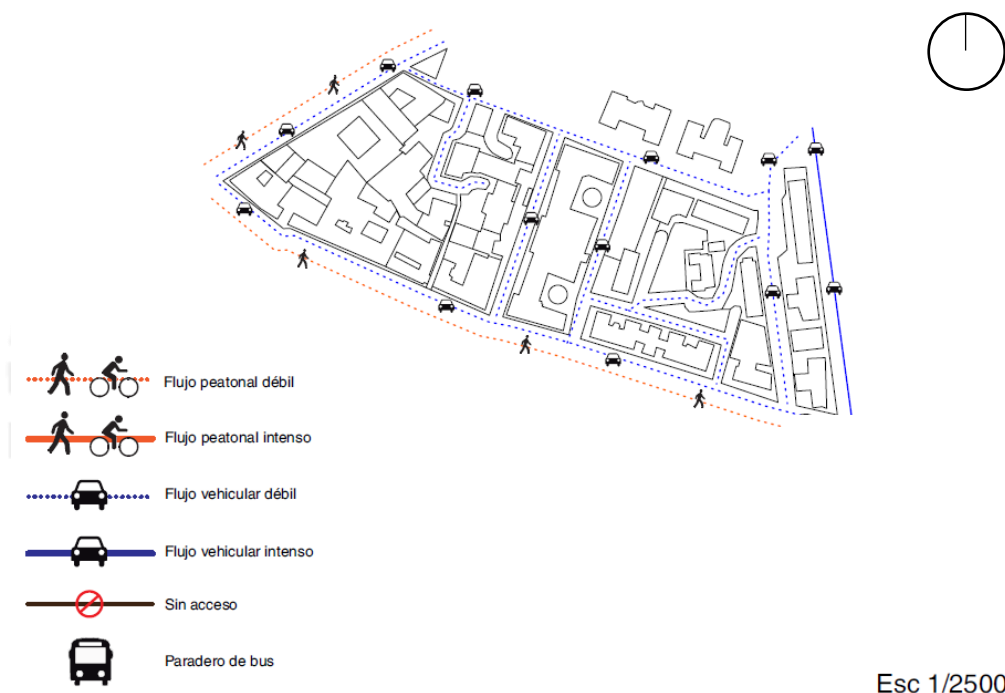 Flujo peatonal débil
Flujo peatonal intenso
Flujo vehicular débil
Flujo vehicular intenso
Sin acceso
Paradero de bus
Esc 1/2500